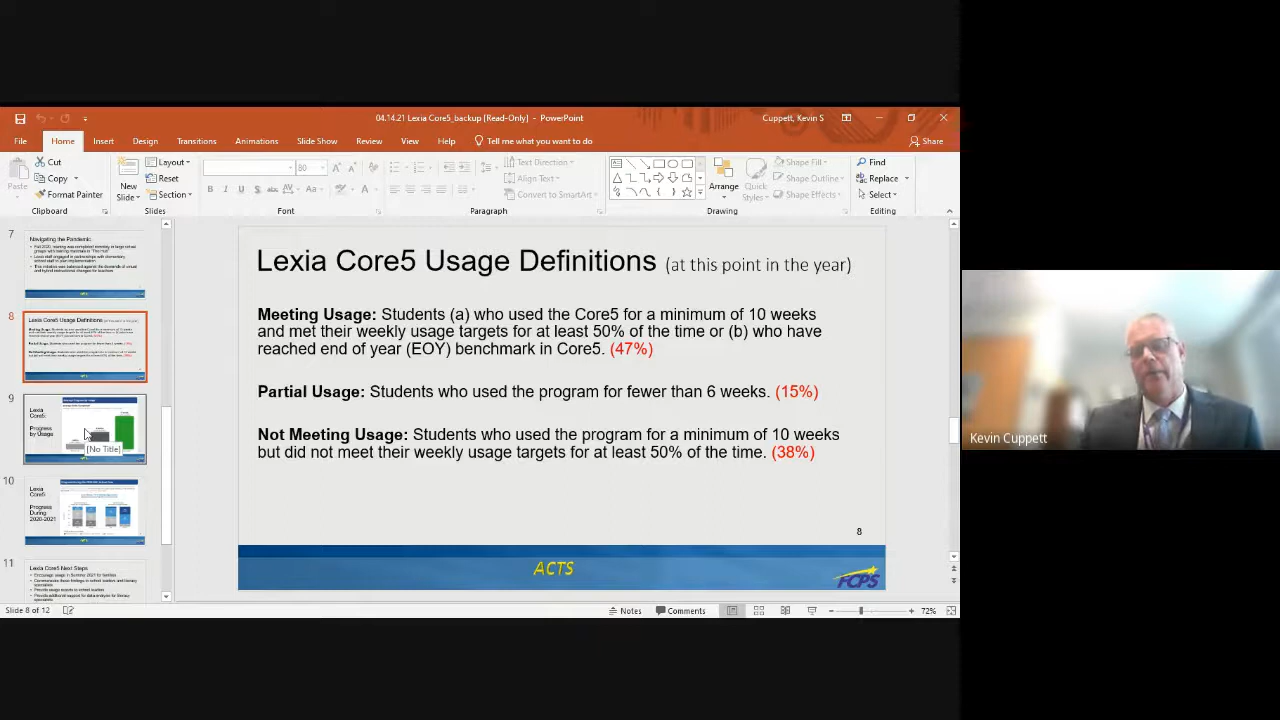 04.14.21 Lexia Core5_backup [Read-Only] - PowerPoint
Cuppett, Kevin S
File Home Insert Design Transitions Animations Slide Show Review View Help Tell me what you want to do Share
Paste
Cut
Copy
Format Painter
Clipboard
New
Slide
Layout
Reset
Section
Slides
80
Font
Paragraph
Text Direction
Align Text
Convert to SmartArt
Arrange
Quick
Styles
Shape Fill
Shape Outline
Shape Effects
Drawing
Find
Replace
Select
Editing
7
Navigating the Pandemic
8
Lexia Core5 Usage Definitions
9
Lexia
Core5:
Progress
by Usage
[No Title]
10
Lexia
Core5:
Progress
During
2020-2021
11
Lexia Core5 Next Steps
Lexia Core5 Usage Definitions (at this point in the year)
Meeting Usage: Students (a) who used the Core5 for a minimum of 10 weeks
and met their weekly usage targets for at least 50% of the time or (b) who have
reached end of year (EOY) benchmark in Core5. (47%)
Partial Usage: Students who used the program for fewer than 6 weeks. (15%)
Not Meeting Usage: Students who used the program for a minimum of 10 weeks
but did not meet their weekly usage targets for at least 50% of the time. (38%)
8
ACTS
FCPS
Slide 8 of 12
Notes
Comments
72%
Kevin Cuppett